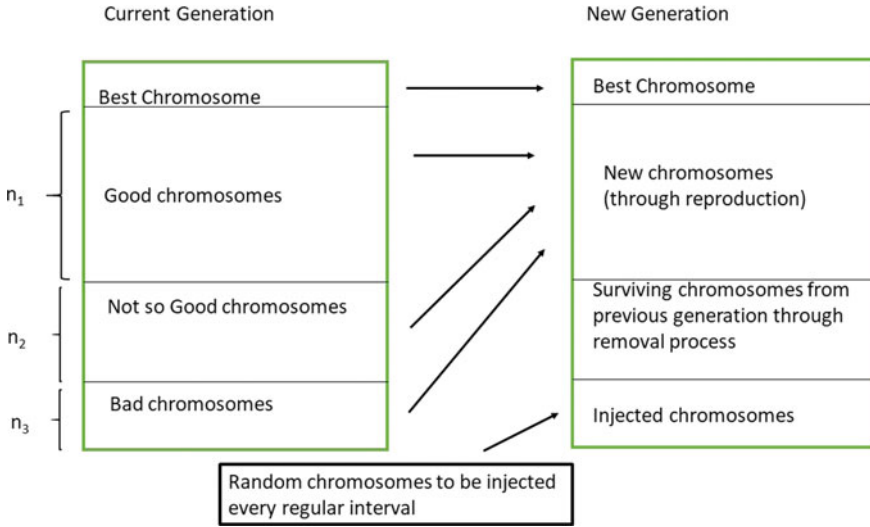 Current Generation
New Generation
Best Chromosome
Best Chromosome
n₁
Good chromosomes
New chromosomes
(through reproduction)
n₂
Not so Good chromosomes
Surviving chromosomes from
previous generation through
removal process
n₃
Bad chromosomes
Injected chromosomes
Random chromosomes to be injected
every regular interval